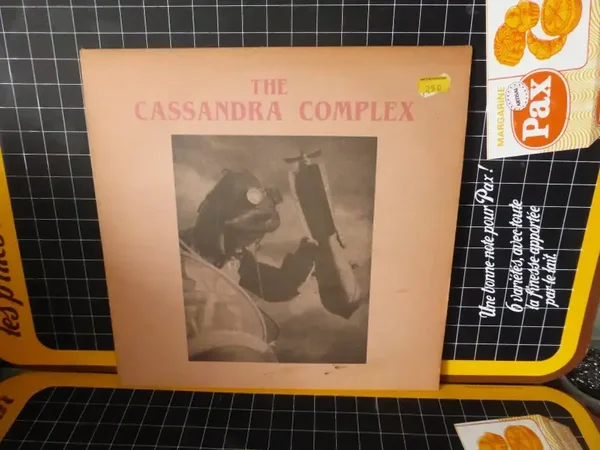 THE
CASSANDRA COMPLEX
MARGARINE
Pax
Une bonne note pour Pax!
6 variétés, avec toute
la finesse apportée
par le lait.